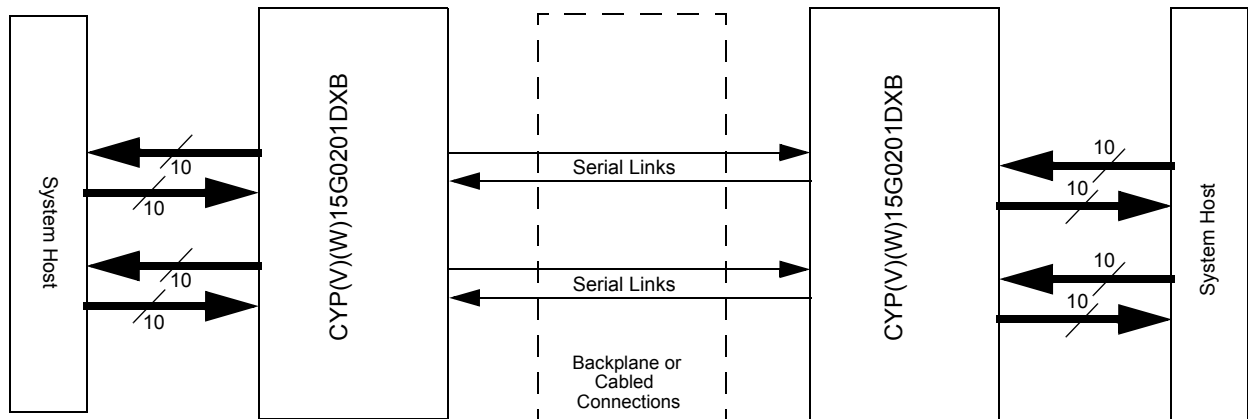 System Host
10
10
10
10
CYP(V)(W)15G0201DXB
Serial Links
Serial Links
Backplane or
Cabled
Connections
CYP(V)(W)15G0201DXB
10
10
10
10
System Host